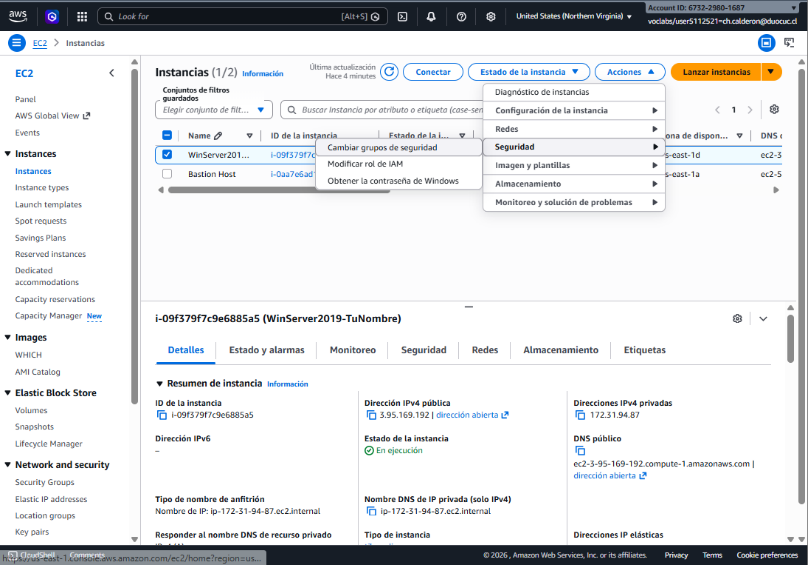 aws
Look for
[Alt+S]
United States (Northern Virginia)
Account ID: 6732-2980-1687
voclabs/user5112521=ch.calderon@duocuc.cl
EC2 > Instancias
EC2
Panel
AWS Global View
Events
Instances
Instances
Instance types
Launch templates
Spot requests
Savings Plans
Reserved instances
Dedicated
accommodations
Capacity reservations
Capacity Manager New
Images
WHICH
AMI Catalog
Elastic Block Store
Volumes
Snapshots
Lifecycle Manager
Network and security
Security Groups
Elastic IP addresses
Location groups
Key pairs
Instancias (1/2) Información
Última actualización
Hace 4 minutes
Conectar
Estado de la instancia
Acciones
Lanzar instancias
Conjuntos de filtros
guardados
Elegir conjunto de filt...
Buscar Instancia por atributo o etiqueta (case-sen
1
Name
ID de la instancia
Estado de la i...
ona de dispon...
DNS
WinServer201...
i-09f379f7c
s-east-1d
ec2-3
Bastion Host
i-0aa7e6ad
s-east-1a
ec2-5
Diagnóstico de instancias
Configuración de la instancia
Redes
Seguridad
Imagen y plantillas
Almacenamiento
Monitoreo y solución de problemas
Cambiar grupos de seguridad
Modificar rol de IAM
Obtener la contraseña de Windows
i-09f379f7c9e6885a5 (WinServer2019-TuNombre)
Detalles
Estado y alarmas
Monitoreo
Seguridad
Redes
Almacenamiento
Etiquetas
Resumen de instancia Información
ID de la instancia
i-09f379f7c9e6885a5
Dirección IPv4 pública
3.95.169.192 | dirección abierta
Direcciones IPv4 privadas
172.31.94.87
Dirección IPv6
–
Estado de la instancia
En ejecución
DNS público
ec2-3-95-169-192.compute-1.amazonaws.com |
dirección abierta
Tipo de nombre de anfitrión
Nombre de IP: ip-172-31-94-87.ec2.internal
Nombre DNS de IP privada (solo IPv4)
ip-172-31-94-87.ec2.internal
Responder al nombre DNS de recurso privado
Tipo de instancia
Direcciones IP elásticas
CloudShell
Comments
https://us-east-1.console.aws.amazon.com/ec2/home?region=us...
© 2026, Amazon Web Services, Inc. or its affiliates.
Privacy
Terms
Cookie preferences